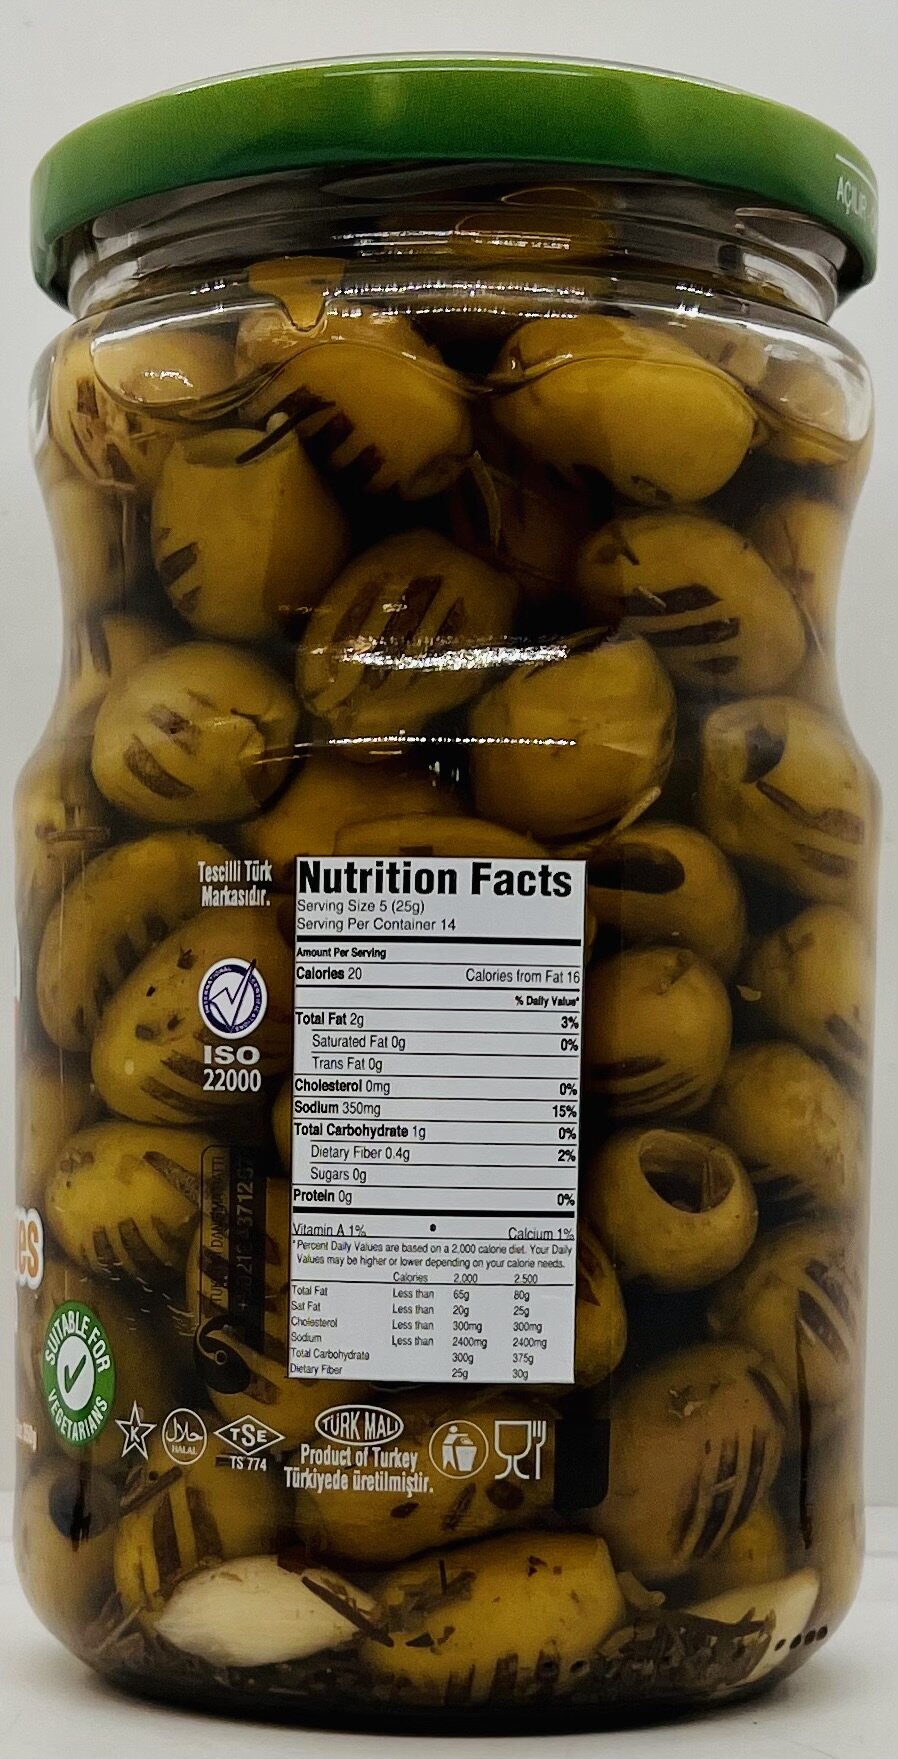 AÇILIR
Tescilli Türk
Markasıdır.
ISO
22000
Nutrition Facts
Serving Size 5 (25g)
Serving Per Container 14
Amount Per Serving
Calories 20 Calories from Fat 16
% Daily Value*
Total Fat 2g 3%
Saturated Fat 0g 0%
Trans Fat 0g
Cholesterol 0mg 0%
Sodium 350mg 15%
Total Carbohydrate 1g 0%
Dietary Fiber 0.4g 2%
Sugars 0g
Protein 0g 0%
Vitamin A 1% • Calcium 1%
*Percent Daily Values are based on a 2,000 calorie diet. Your Daily
Values may be higher or lower depending on your calorie needs.
Calories 2,000 2.500
Total Fat Less than 65g 80g
Sat Fat Less than 20g 25g
Cholesterol Less than 300mg 300mg
Sodium Less than 2400mg 2400mg
Total Carbohydrate 300g 375g
Dietary Fiber 25g 30g
es
SUITABLE FOR
VEGETARIANS
K
حلال
HALAL
TSE
TS 774
TÜRK MALI
Product of Turkey
Türkiyede üretilmiştir.